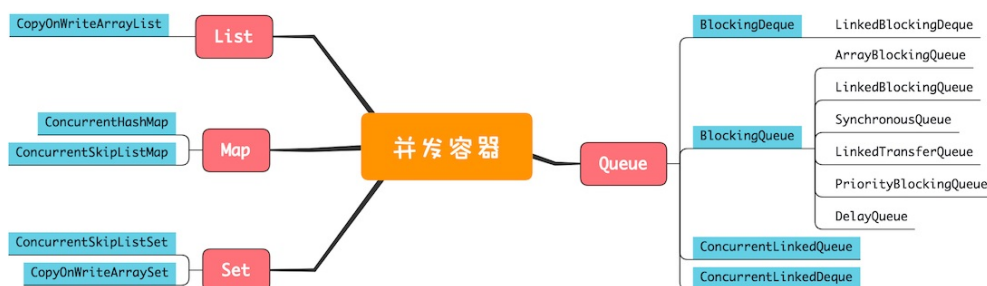 CopyOnWriteArrayList
List
ConcurrentHashMap
ConcurrentSkipListMap
Map
ConcurrentSkipListSet
CopyOnWriteArraySet
Set
并发容器
Queue
BlockingDeque
LinkedBlockingDeque
BlockingQueue
ArrayBlockingQueue
LinkedBlockingQueue
SynchronousQueue
LinkedTransferQueue
PriorityBlockingQueue
DelayQueue
ConcurrentLinkedQueue
ConcurrentLinkedDeque